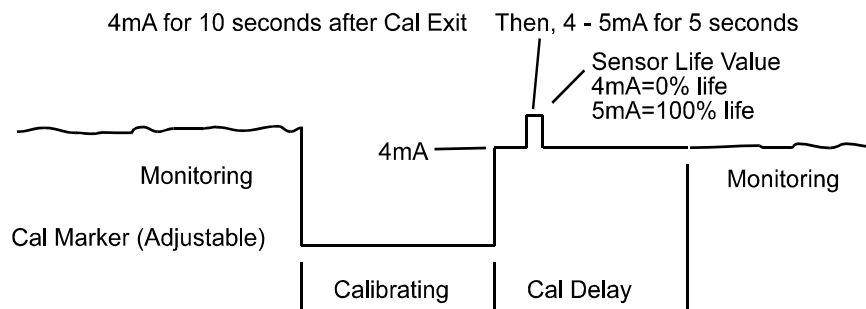 4mA for 10 seconds after Cal Exit Then, 4 - 5mA for 5 seconds
Sensor Life Value
4mA=0% life
5mA=100% life
4mA
Monitoring
Monitoring
Cal Marker (Adjustable)
Calibrating
Cal Delay